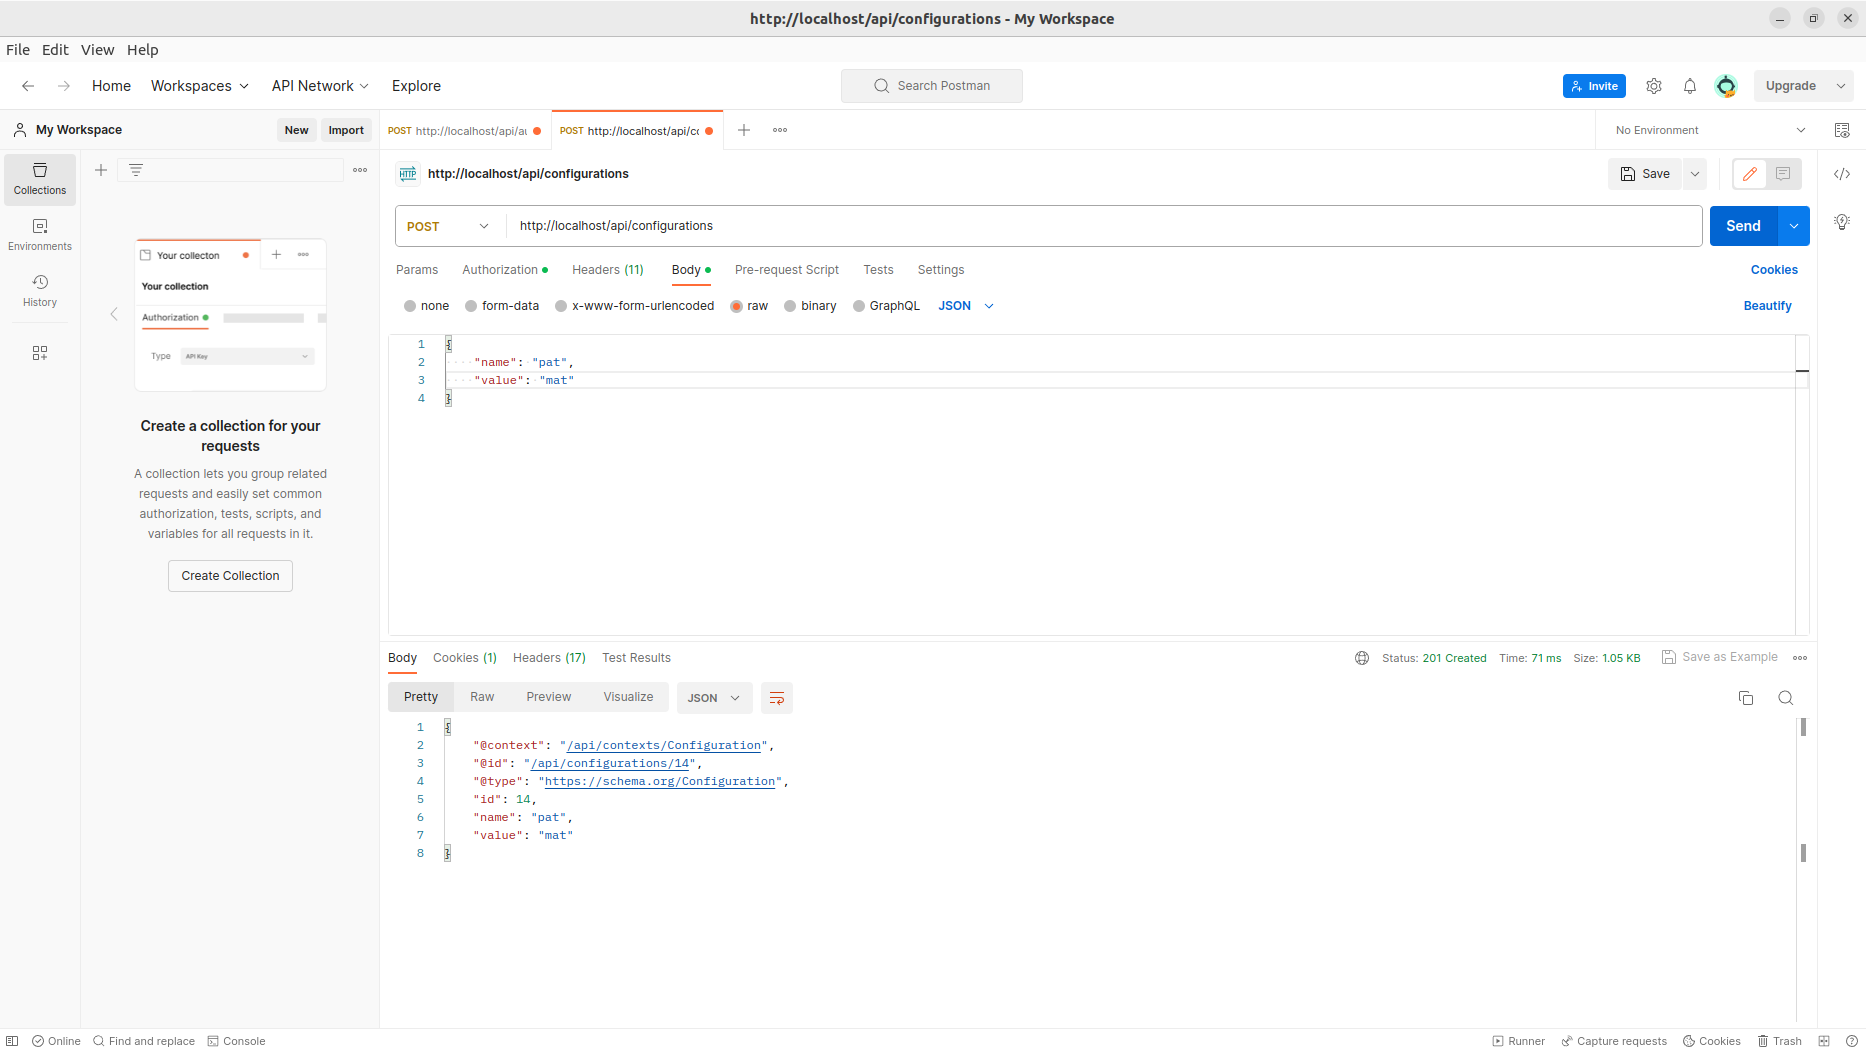 http://localhost/api/configurations - My Workspace
File Edit View Help
Home Workspaces API Network Explore
Search Postman
Invite
Upgrade
My Workspace
New Import
POST http://localhost/api/au
POST http://localhost/api/cc
No Environment
Collections
Environments
History
Your collecton
Your collection
Authorization
Type API Key
Create a collection for your
requests
A collection lets you group related
requests and easily set common
authorization, tests, scripts, and
variables for all requests in it.
Create Collection
HTTP http://localhost/api/configurations
Save
POST http://localhost/api/configurations
Send
Params Authorization Headers (11) Body Pre-request Script Tests Settings
Cookies
none form-data x-www-form-urlencoded raw binary GraphQL JSON
Beautify
1 {
2 "name": "pat",
3 "value": "mat"
4 }
Body Cookies (1) Headers (17) Test Results
Status: 201 Created Time: 71 ms Size: 1.05 KB Save as Example
Pretty Raw Preview Visualize JSON
1 {
2 "@context": "/api/contexts/Configuration",
3 "@id": "/api/configurations/14",
4 "@type": "https://schema.org/Configuration",
5 "id": 14,
6 "name": "pat",
7 "value": "mat"
8 }
Online Find and replace Console
Runner Capture requests Cookies Trash